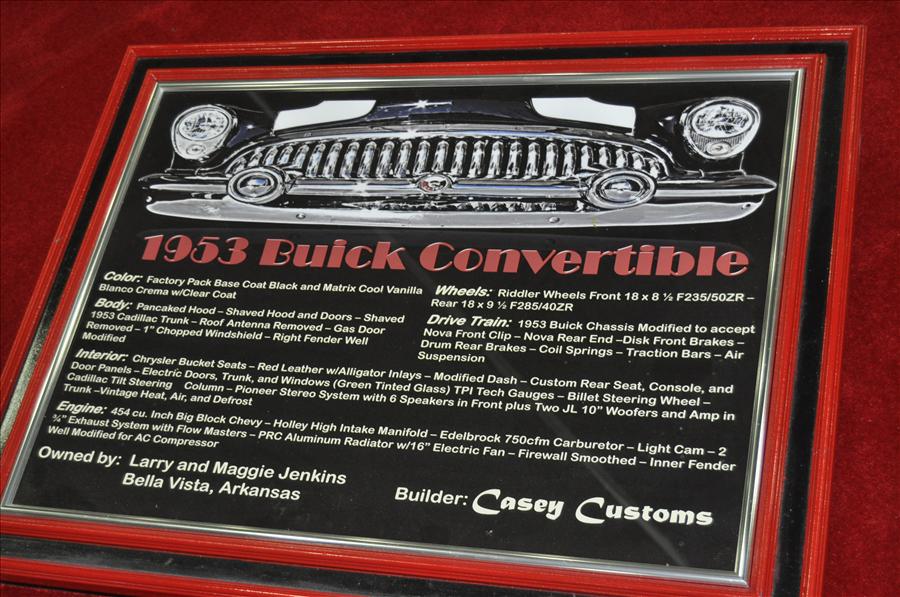 1953 Buick Convertible
Color: Factory Pack Base Coat Black and Matrix Cool Vanilla
Blanco Crema w/Clear Coat
Body: Pancaked Hood – Shaved Hood and Doors – Shaved
1953 Cadillac Trunk – Roof Antenna Removed – Gas Door
Removed – 1" Chopped Windshield – Right Fender Well
Modified
Wheels: Riddler Wheels Front 18 x 8 ½ F235/50ZR –
Rear 18 x 9 ½ F285/40ZR
Drive Train: 1953 Buick Chassis Modified to accept
Nova Front Clip – Nova Rear End –Disk Front Brakes –
Drum Rear Brakes – Coil Springs – Traction Bars – Air
Suspension
Interior: Chrysler Bucket Seats – Red Leather w/Alligator Inlays – Modified Dash – Custom Rear Seat, Console, and
Door Panels – Electric Doors, Trunk, and Windows (Green Tinted Glass) TPI Tech Gauges – Billet Steering Wheel –
Cadillac Tilt Steering Column – Pioneer Stereo System with 6 Speakers in Front plus Two JL 10" Woofers and Amp in
Trunk –Vintage Heat, Air, and Defrost
Engine: 454 cu. Inch Big Block Chevy – Holley High Intake Manifold – Edelbrock 750cfm Carburetor – Light Cam – 2
¾" Exhaust System with Flow Masters – PRC Aluminum Radiator w/16" Electric Fan – Firewall Smoothed – Inner Fender
Well Modified for AC Compressor
Owned by: Larry and Maggie Jenkins
Bella Vista, Arkansas
Builder: Casey Customs